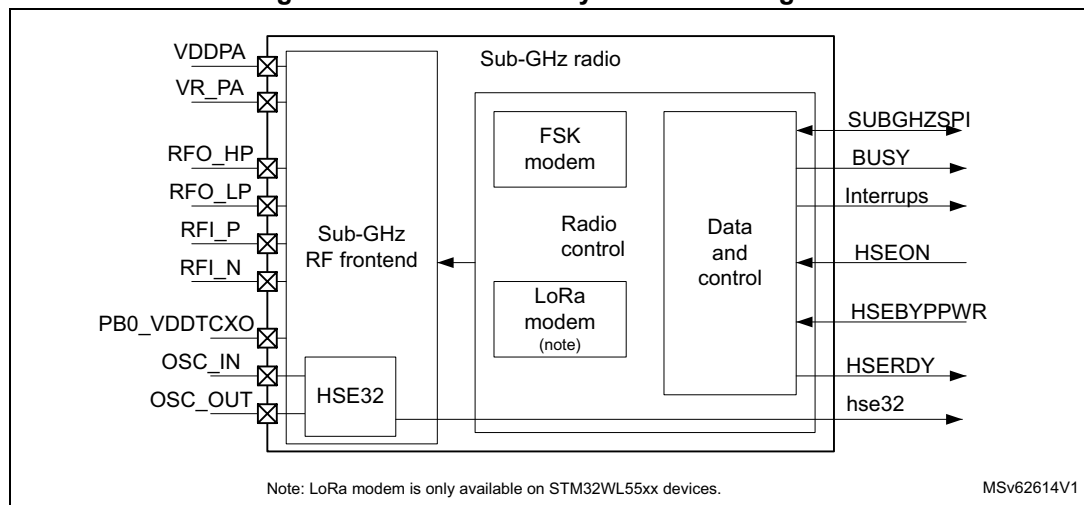 VDDPA
VR_PA
RFO_HP
RFO_LP
RFI_P
RFI_N
PB0_VDDTCXO
OSC_IN
OSC_OUT
Sub-GHz radio
Sub-GHz
RF frontend
HSE32
FSK
modem
Radio
control
LoRa
modem
(note)
Data
and
control
SUBGHZSPI
BUSY
Interrups
HSEON
HSEBYPPWR
HSERDY
hse32
Note: LoRa modem is only available on STM32WL55xx devices.
MSv62614V1